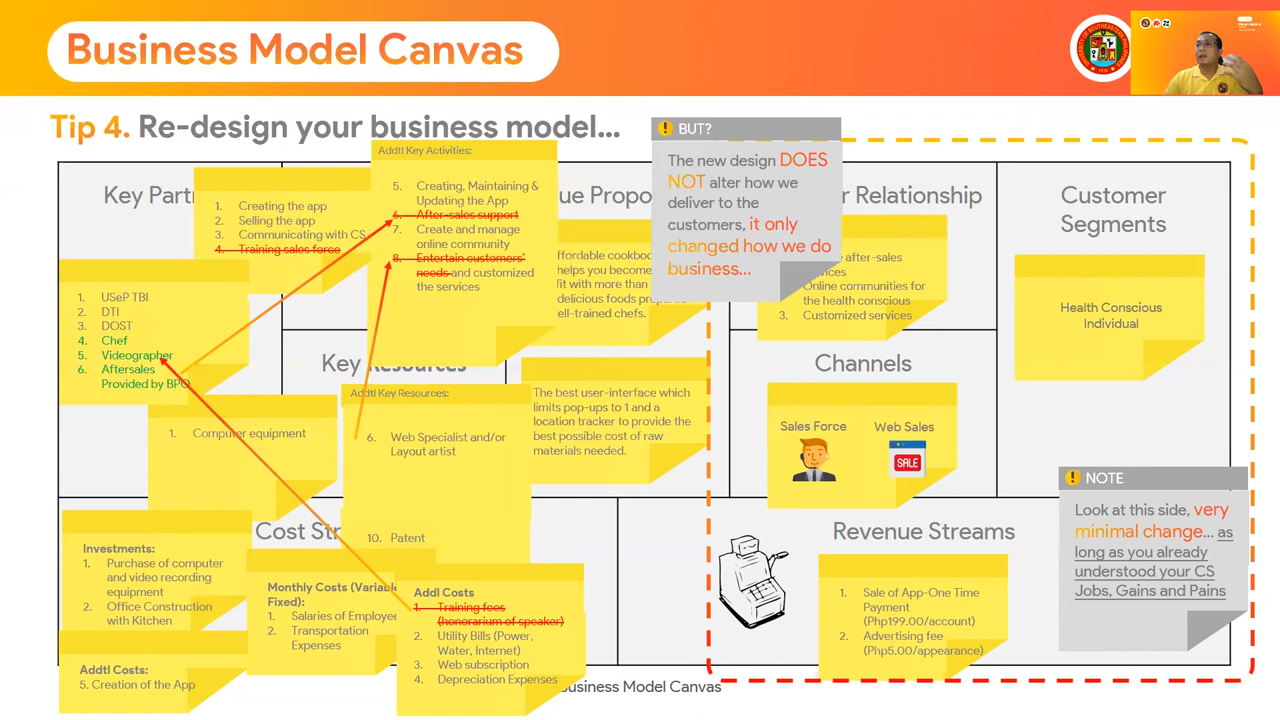 Business Model Canvas
Tip 4. Re-design your business model...
Key Partn
1. Creating the app
2. Selling the app
3. Communicating with CS
4. Training sales force
1. USeP TBI
2. DTI
3. DOST
4. Chef
5. Videographer
6. Aftersales
Provided by BPO
Addtl Key Activities:
5. Creating, Maintaining &
Updating the App
6. After-sales support
7. Create and manage
online community
8. Entertain customers'
needs and customized
the services
Key Resources
1. Computer equipment
Addtl Key Resources:
6. Web Specialist and/or
Layout artist
10. Patent
ue Propo
ffordable cookboo
helps you become
fit with more than
delicious foods prepared
ell-trained chefs.
The best user-interface which
limits pop-ups to 1 and a
location tracker to provide the
best possible cost of raw
materials needed.
BUT?
The new design DOES
NOT alter how we
deliver to the
customers, it only
changed how we do
business...
r Relationship
e after-sales
ervices
Online communities for
the health conscious
3. Customized services
Channels
Sales Force
Web Sales
SALE
Customer
Segments
Health Conscious
Individual
Cost Str
Investments:
1. Purchase of computer
and video recording
equipment
2. Office Construction
with Kitchen
Addtl Costs:
5. Creation of the App
Monthly Costs (Variable
Fixed):
1. Salaries of Employee
2. Transportation
Expenses
Addl Costs
1. Training fees
(honorarium of speaker)
2. Utility Bills (Power,
Water, Internet)
3. Web subscription
4. Depreciation Expenses
Revenue Streams
1. Sale of App-One Time
Payment
(Php199.00/account)
2. Advertising fee
(Php5.00/appearance)
NOTE
Look at this side, very
minimal change... as
long as you already
understood your CS
Jobs, Gains and Pains
Business Model Canvas